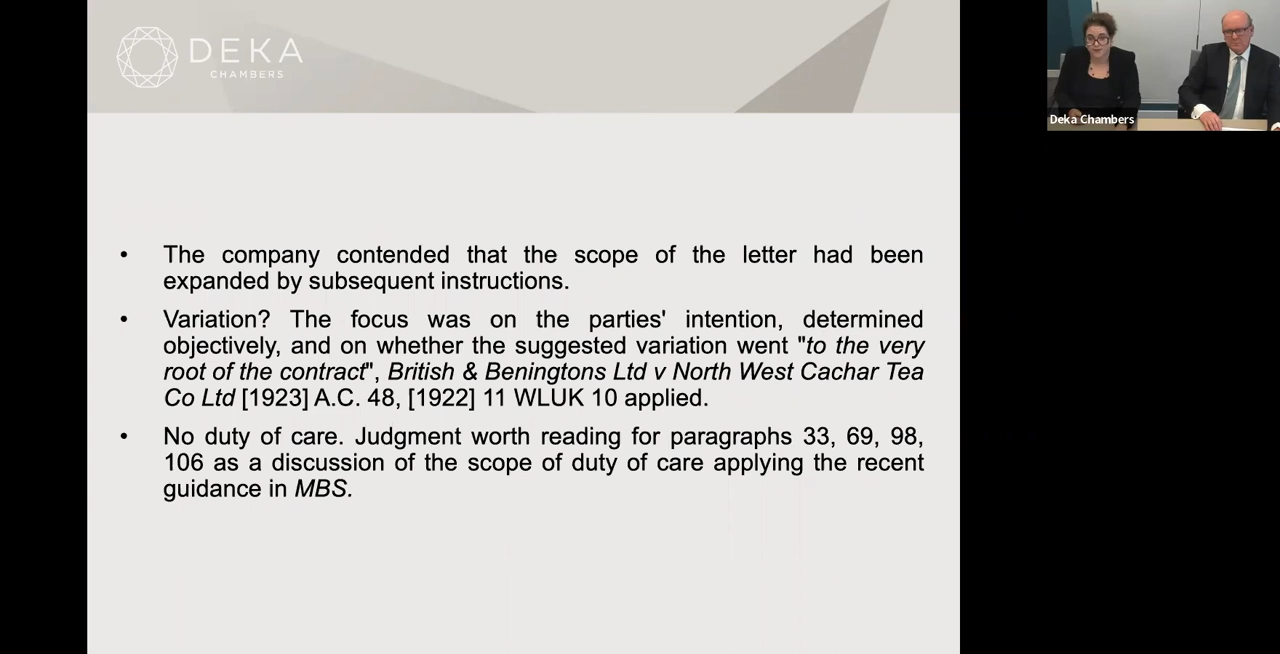 DEKA
CHAMBERS
Deka Chambers
• The company contended that the scope of the letter had been
expanded by subsequent instructions.
• Variation? The focus was on the parties' intention, determined
objectively, and on whether the suggested variation went "to the very
root of the contract", British & Beningtons Ltd v North West Cachar Tea
Co Ltd [1923] A.C. 48, [1922] 11 WLUK 10 applied.
• No duty of care. Judgment worth reading for paragraphs 33, 69, 98,
106 as a discussion of the scope of duty of care applying the recent
guidance in MBS.